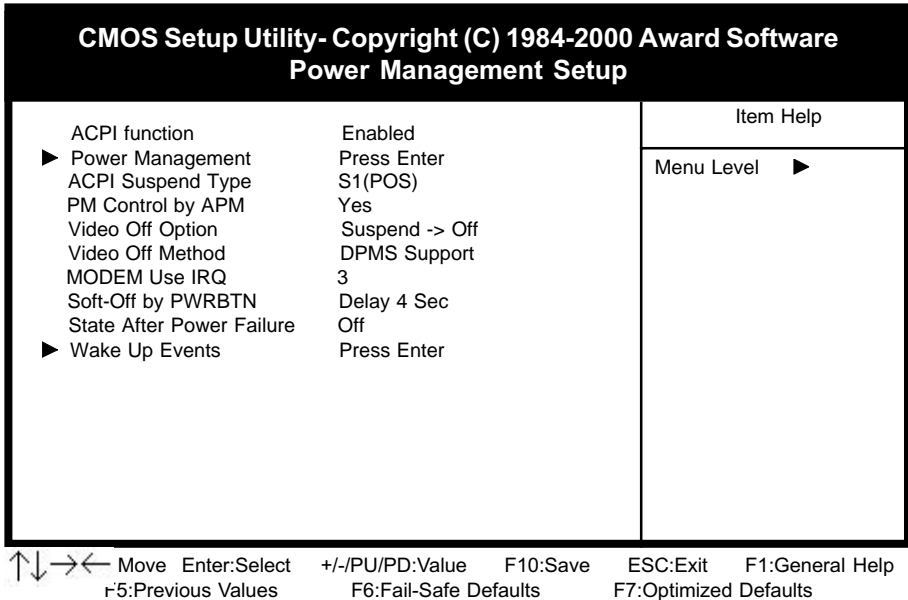 CMOS Setup Utility- Copyright (C) 1984-2000 Award Software
Power Management Setup
ACPI function Enabled
▶ Power Management Press Enter
ACPI Suspend Type S1(POS)
PM Control by APM Yes
Video Off Option Suspend -> Off
Video Off Method DPMS Support
MODEM Use IRQ 3
Soft-Off by PWRBTN Delay 4 Sec
State After Power Failure Off
▶ Wake Up Events Press Enter
Item Help
Menu Level ▶
↑↓→← Move Enter:Select +/-/PU/PD:Value F10:Save ESC:Exit F1:General Help
F5:Previous Values F6:Fail-Safe Defaults F7:Optimized Defaults